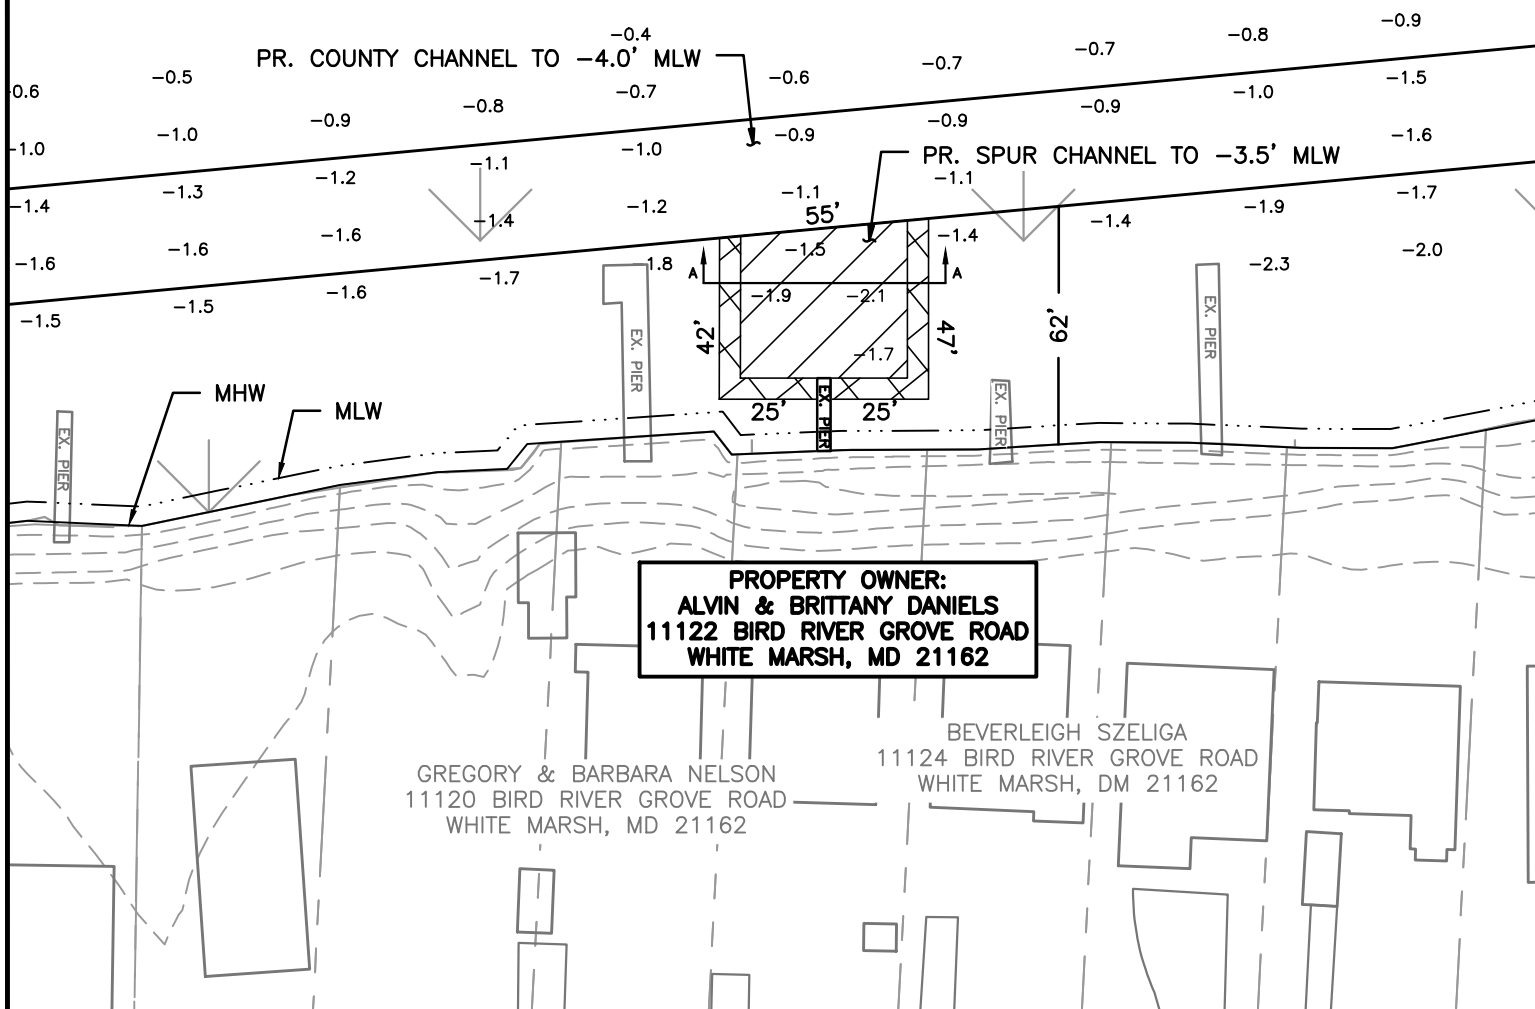 -0.9
-0.4
-0.8
-0.7
PR. COUNTY CHANNEL TO -4.0' MLW
-0.7
-0.5
-0.6
-1.5
-0.6
-0.7
-1.0
-0.8
-0.9
-0.9
-0.9
-1.0
-0.9
-1.6
-1.0
-1.0
PR. SPUR CHANNEL TO -3.5' MLW
-1.1
-1.2
-1.1
-1.3
-1.1
-1.7
-1.4
-1.2
55'
-1.9
-1.4
-1.4
-1.6
-1.4
-1.6
-1.5
-2.0
-1.6
-1.8
-2.3
A
A
-1.7
-1.6
-1.9
-2.1
-1.5
-1.5
42'
47'
62'
EX. PIER
EX. PIER
-1.7
MHW
MLW
25'
25'
EX. PIER
EX. PIER
EX. PIER
PROPERTY OWNER:
ALVIN & BRITTANY DANIELS
11122 BIRD RIVER GROVE ROAD
WHITE MARSH, MD 21162
BEVERLEIGH SZELIGA
11124 BIRD RIVER GROVE ROAD
WHITE MARSH, DM 21162
GREGORY & BARBARA NELSON
11120 BIRD RIVER GROVE ROAD
WHITE MARSH, MD 21162